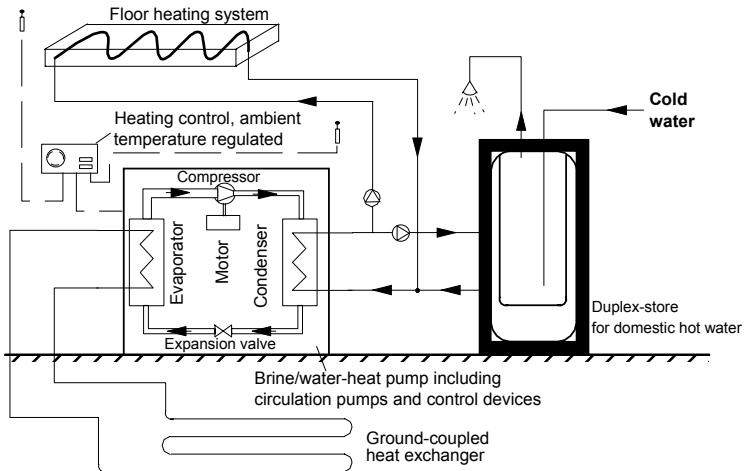 Floor heating system
Heating control, ambient
temperature regulated
Cold
water
Compressor
Evaporator
Motor
Condenser
Expansion valve
Duplex-store
for domestic hot water
Brine/water-heat pump including
circulation pumps and control devices
Ground-coupled
heat exchanger